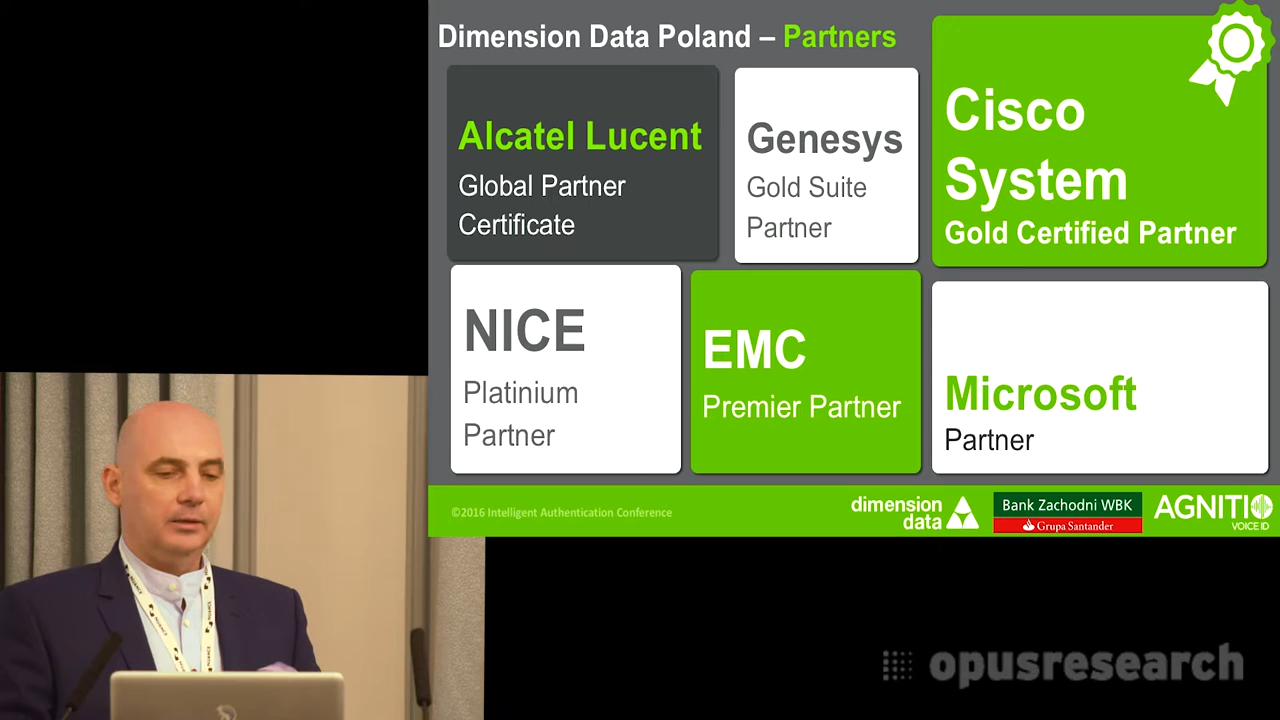 Dimension Data Poland – Partners
Alcatel Lucent
Global Partner
Certificate
Genesys
Gold Suite
Partner
Cisco
System
Gold Certified Partner
NICE
Platinium
Partner
EMC
Premier Partner
Microsoft
Partner
©2016 Intelligent Authentication Conference
dimension
data
Bank Zachodni WBK
Grupa Santander
AGNITIO
VOICE ID
NUANCE
opusresearch